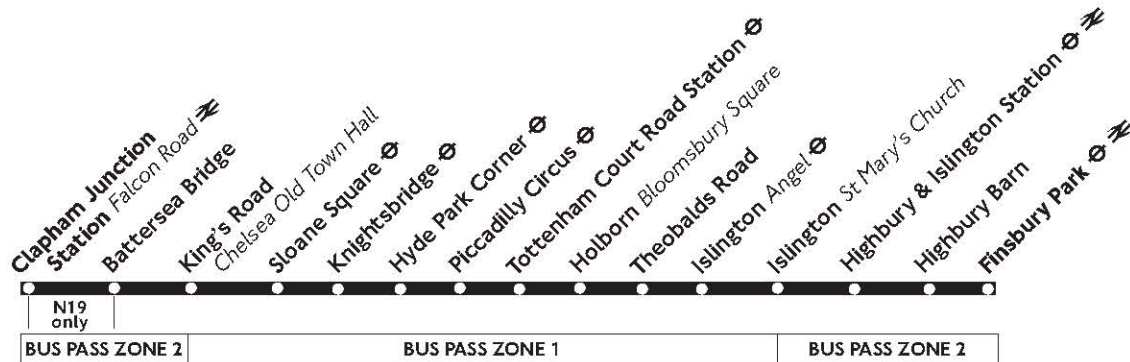 Clapham Junction
Station Falcon Road
Battersea Bridge
King's Road
Chelsea Old Town Hall
Sloane Square
Knightsbridge
Hyde Park Corner
Piccadilly Circus
Tottenham Court Road Station
Holborn Bloomsbury Square
Theobalds Road
Islington Angel
Islington St Mary's Church
Highbury & Islington Station
Highbury Barn
Finsbury Park
N19
only
BUS PASS ZONE 2
BUS PASS ZONE 1
BUS PASS ZONE 2